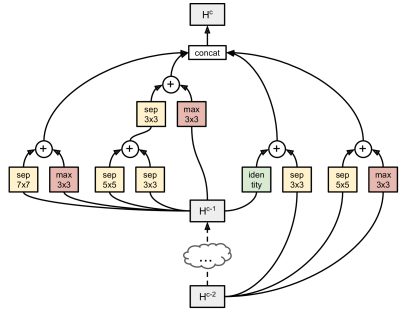 H^c
concat
+
sep
3x3
max
3x3
+
+
+
+
sep
7x7
max
3x3
sep
5x5
sep
3x3
iden
tity
sep
3x3
sep
5x5
max
3x3
H^c-1
...
H^c-2